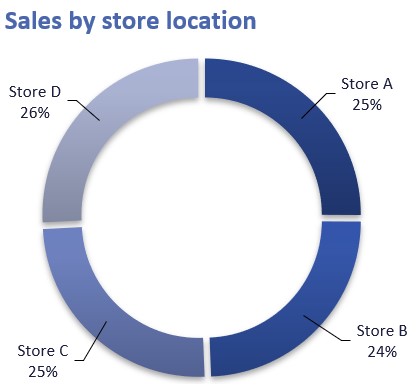 Sales by store location
Store A
25%
Store D
26%
Store B
24%
Store C
25%